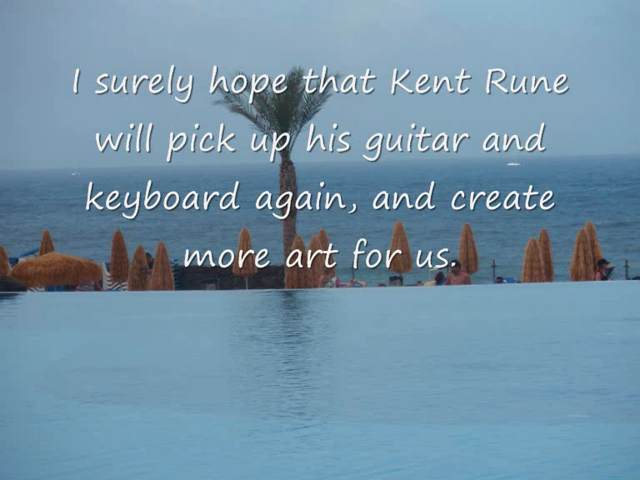 I surely hope that Kent Rune
will pick up his guitar and
keyboard again, and create
more art for us.